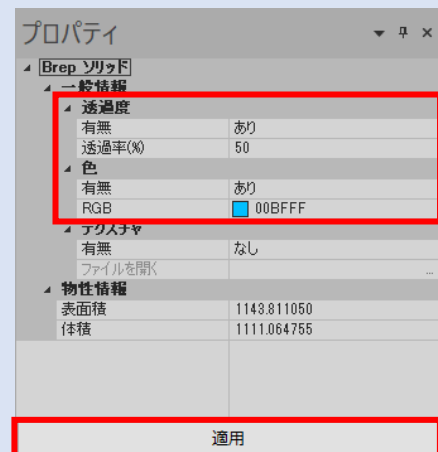 プロパティ
Brep ソリッド
一般情報
透過度
有無 あり
透過率(%) 50
色
有無 あり
RGB 00BFFF
テクスチャ
有無 なし
ファイルを開く ...
物性情報
表面積 1143.811050
体積 1111.064755
適用